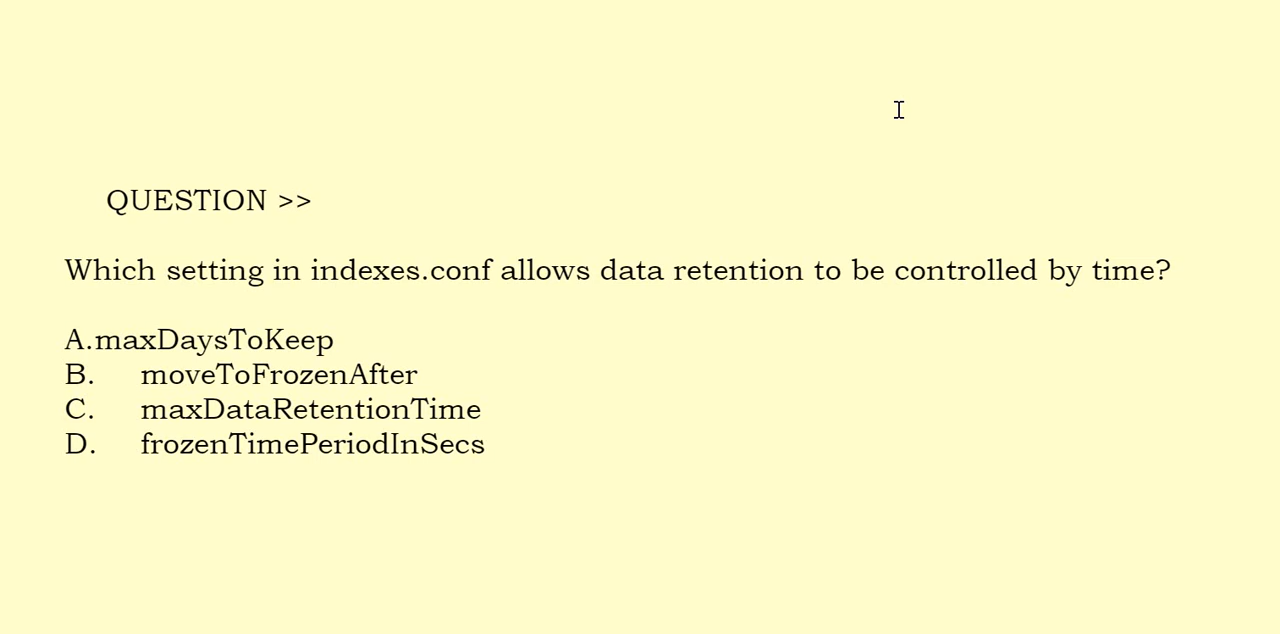 QUESTION >>
Which setting in indexes.conf allows data retention to be controlled by time?
A.maxDaysToKeep
B. moveToFrozenAfter
C. maxDataRetentionTime
D. frozenTimePeriodInSecs